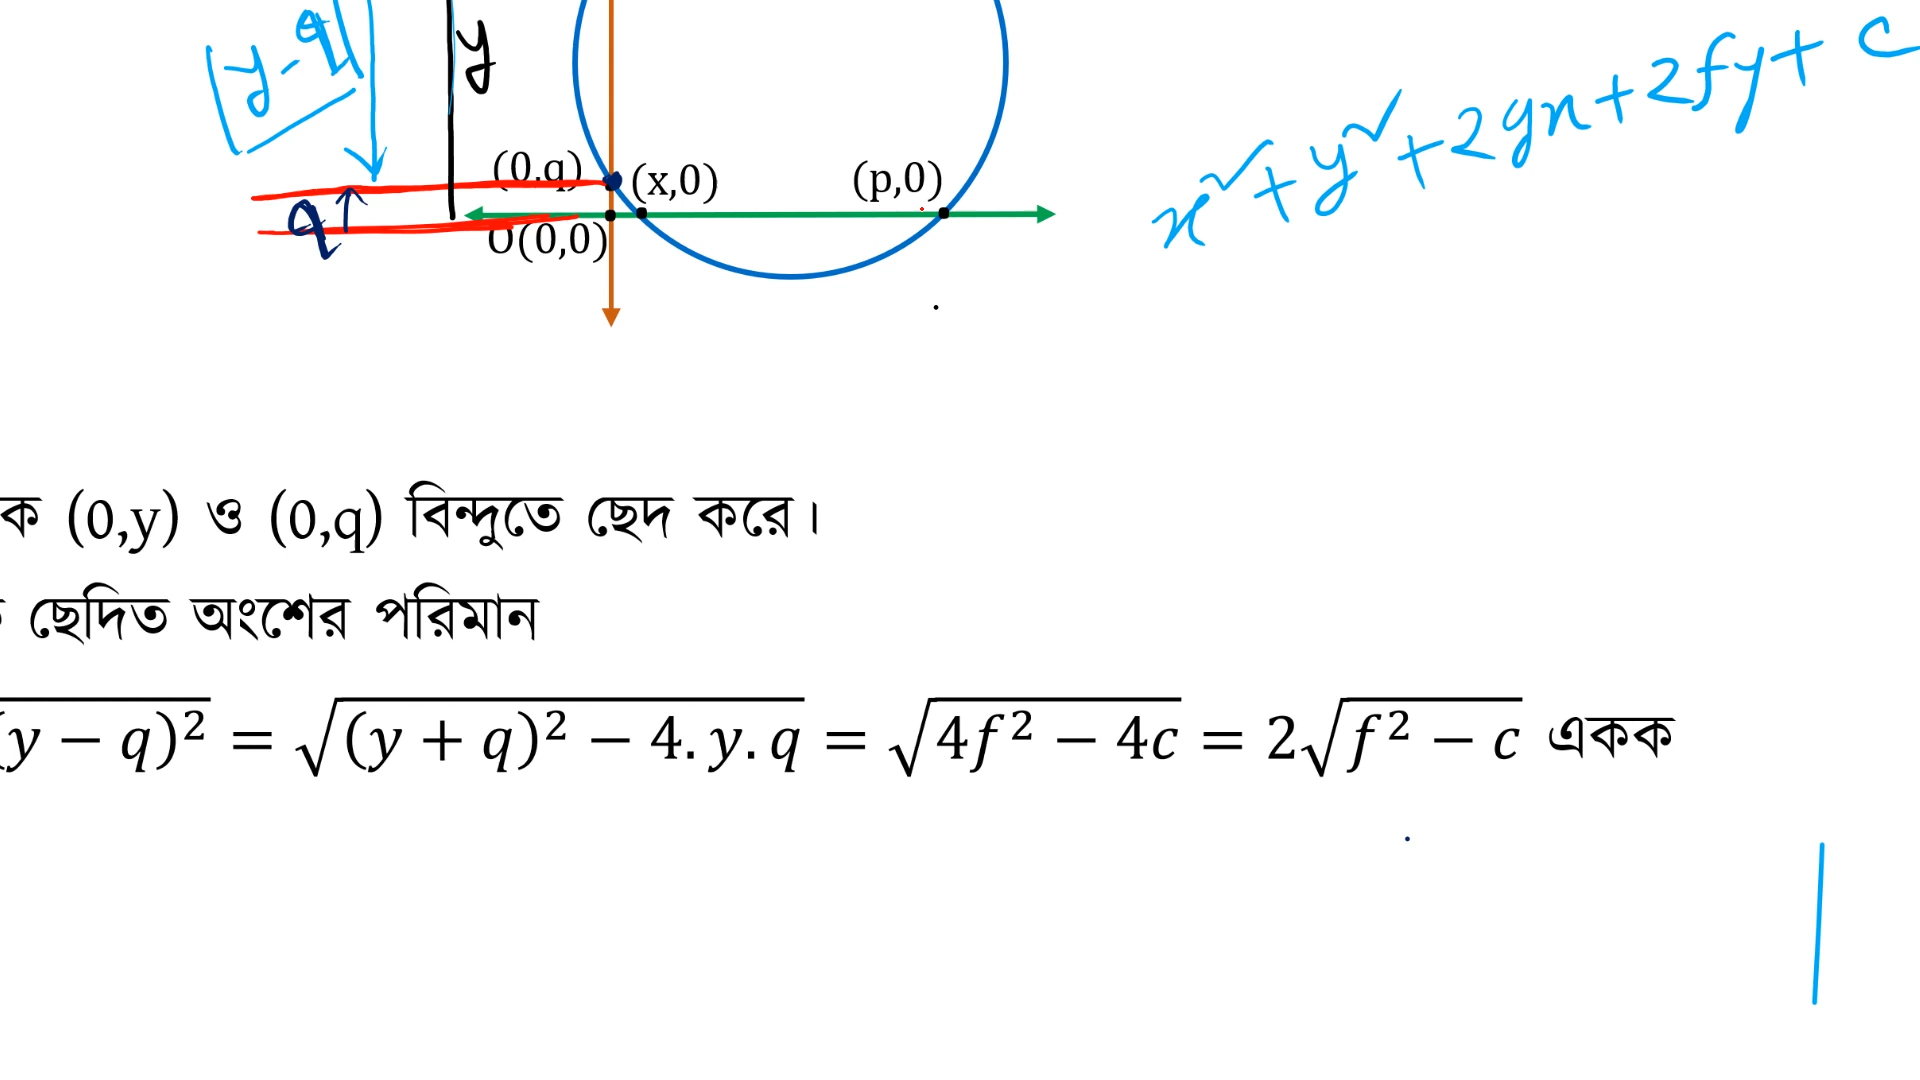 |y-q|
y
x²+y²+2gx+2fy+c
(0,q)
(x,0)
(p,0)
q
O(0,0)
ক (0,y) ও (0,q) বিন্দুতে ছেদ করে।
ছেদিত অংশের পরিমান
(y − q)² = √(y + q)² − 4. y. q = √4f² − 4c = 2√f² − c একক